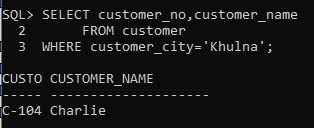 SQL> SELECT customer_no,customer_name
  2       FROM customer
  3  WHERE customer_city='Khulna';
CUSTO CUSTOMER_NAME
----- --------------------
C-104 Charlie